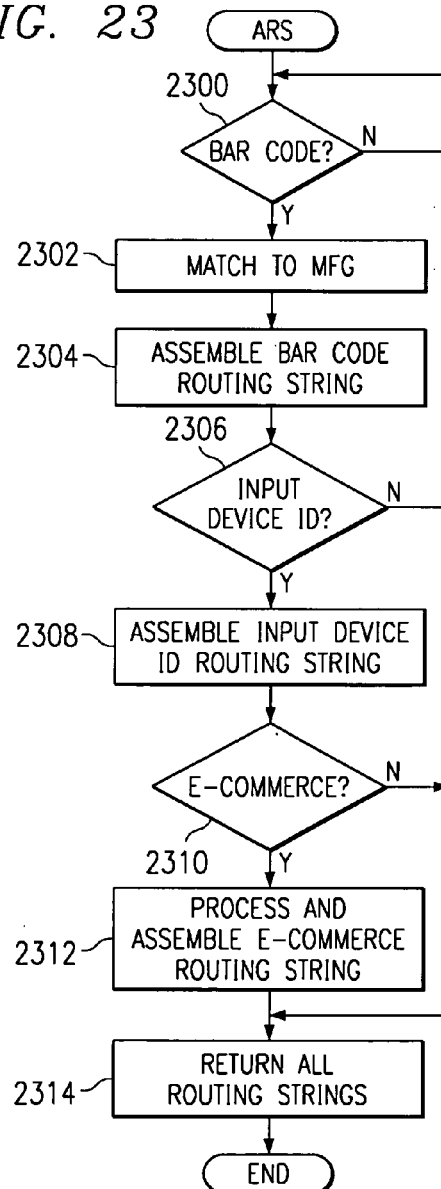 IG. 23
ARS
2300
BAR CODE?
N
Y
2302
MATCH TO MFG
2304
ASSEMBLE BAR CODE
ROUTING STRING
2306
INPUT
DEVICE ID?
N
Y
2308
ASSEMBLE INPUT DEVICE
ID ROUTING STRING
E-COMMERCE?
N
2310
Y
2312
PROCESS AND
ASSEMBLE E-COMMERCE
ROUTING STRING
2314
RETURN ALL
ROUTING STRINGS
END